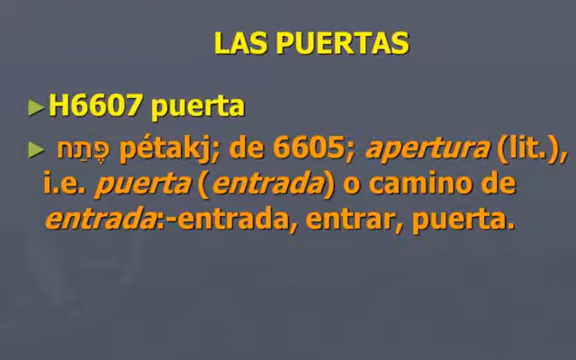 LAS PUERTAS
►H6607 puerta
► פֶּתַח pétakj; de 6605; apertura (lit.),
i.e. puerta (entrada) o camino de
entrada:-entrada, entrar, puerta.